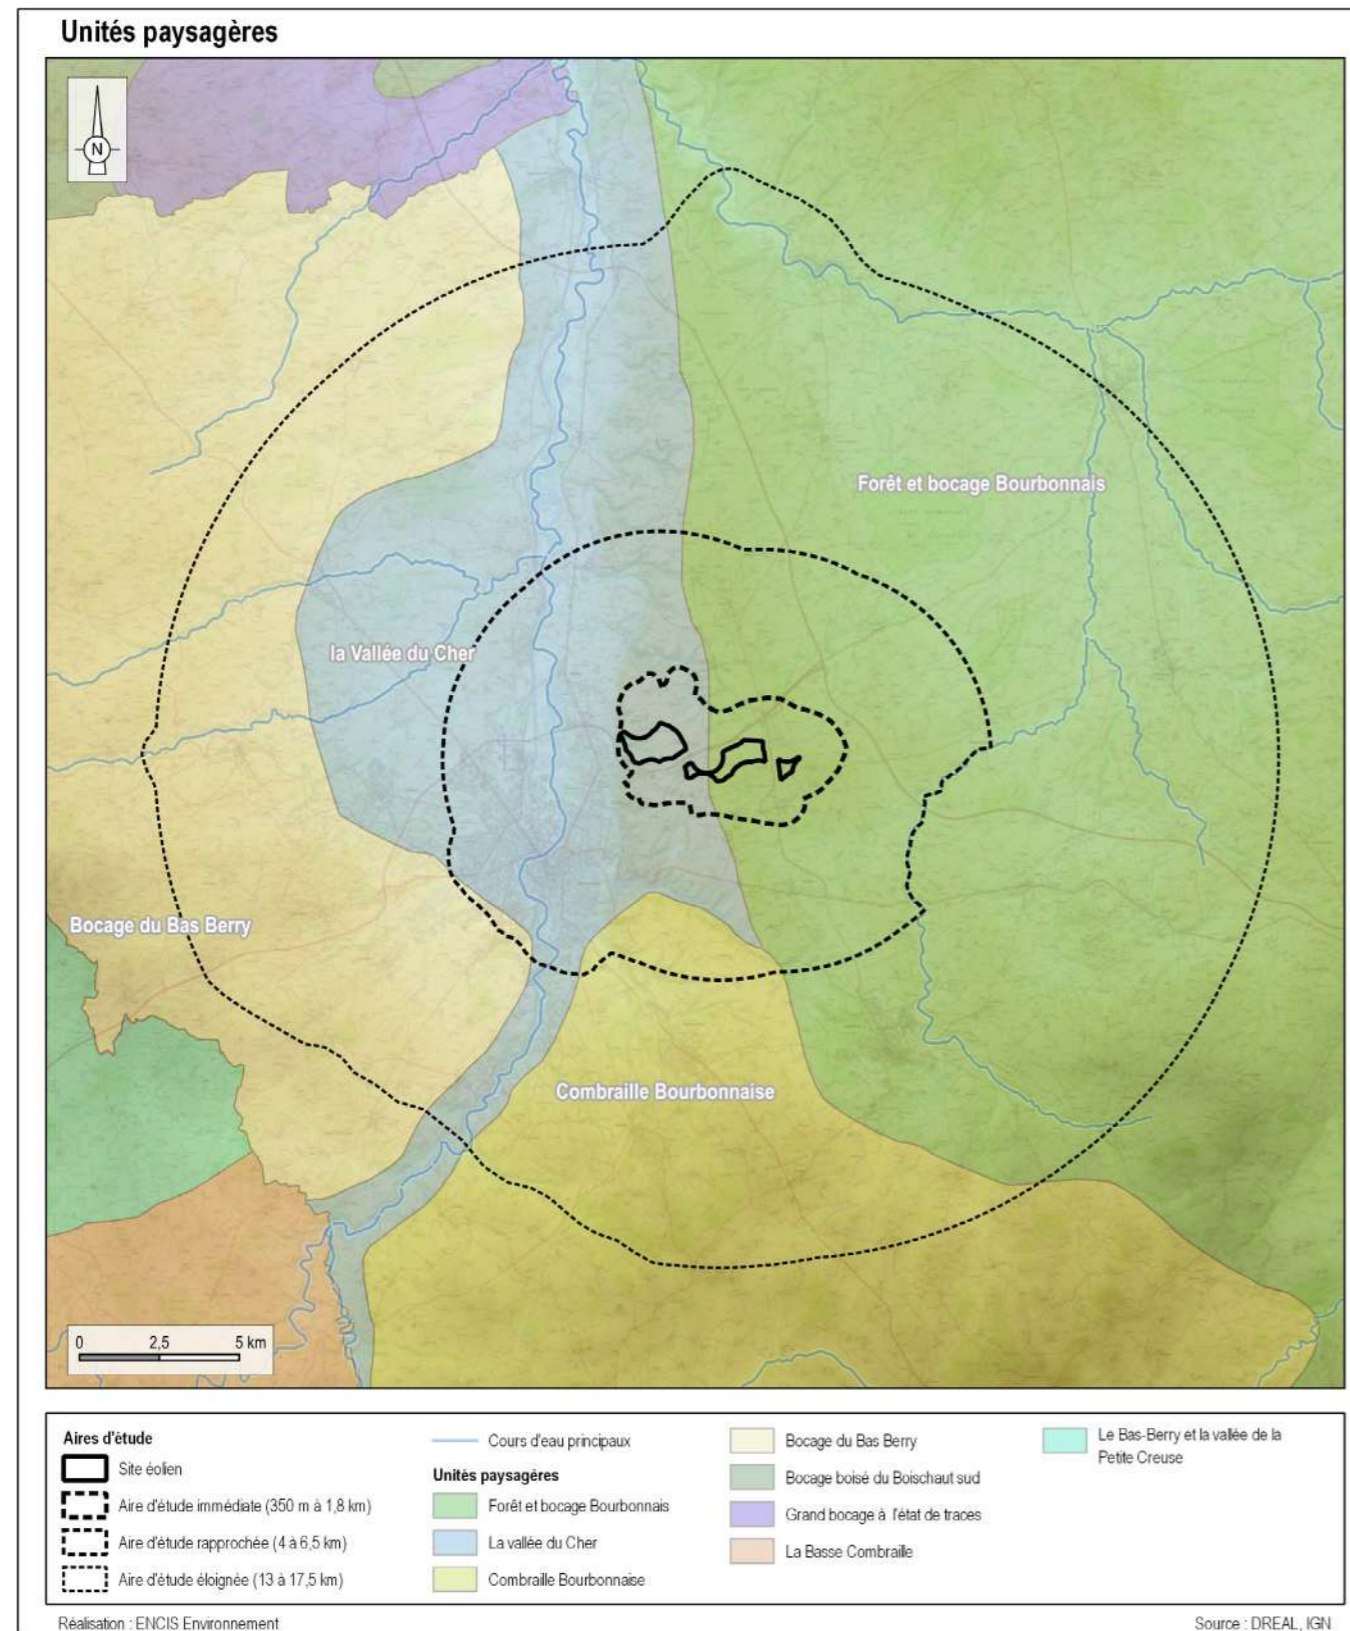 Unités paysagères
N
Forêt et bocage Bourbonnais
la Vallée du Cher
Bocage du Bas Berry
Combraille Bourbonnaise
0 2,5 5 km
Aires d'étude
Site éolien
Aire d'étude immédiate (350 m à 1,8 km)
Aire d'étude rapprochée (4 à 6,5 km)
Aire d'étude éloignée (13 à 17,5 km)
Cours d'eau principaux
Unités paysagères
Forêt et bocage Bourbonnais
La vallée du Cher
Combraille Bourbonnaise
Bocage du Bas Berry
Bocage boisé du Boischaut sud
Grand bocage à l'état de traces
La Basse Combraille
Le Bas-Berry et la vallée de la
Petite Creuse
Réalisation : ENCIS Environnement
Source : DREAL, IGN